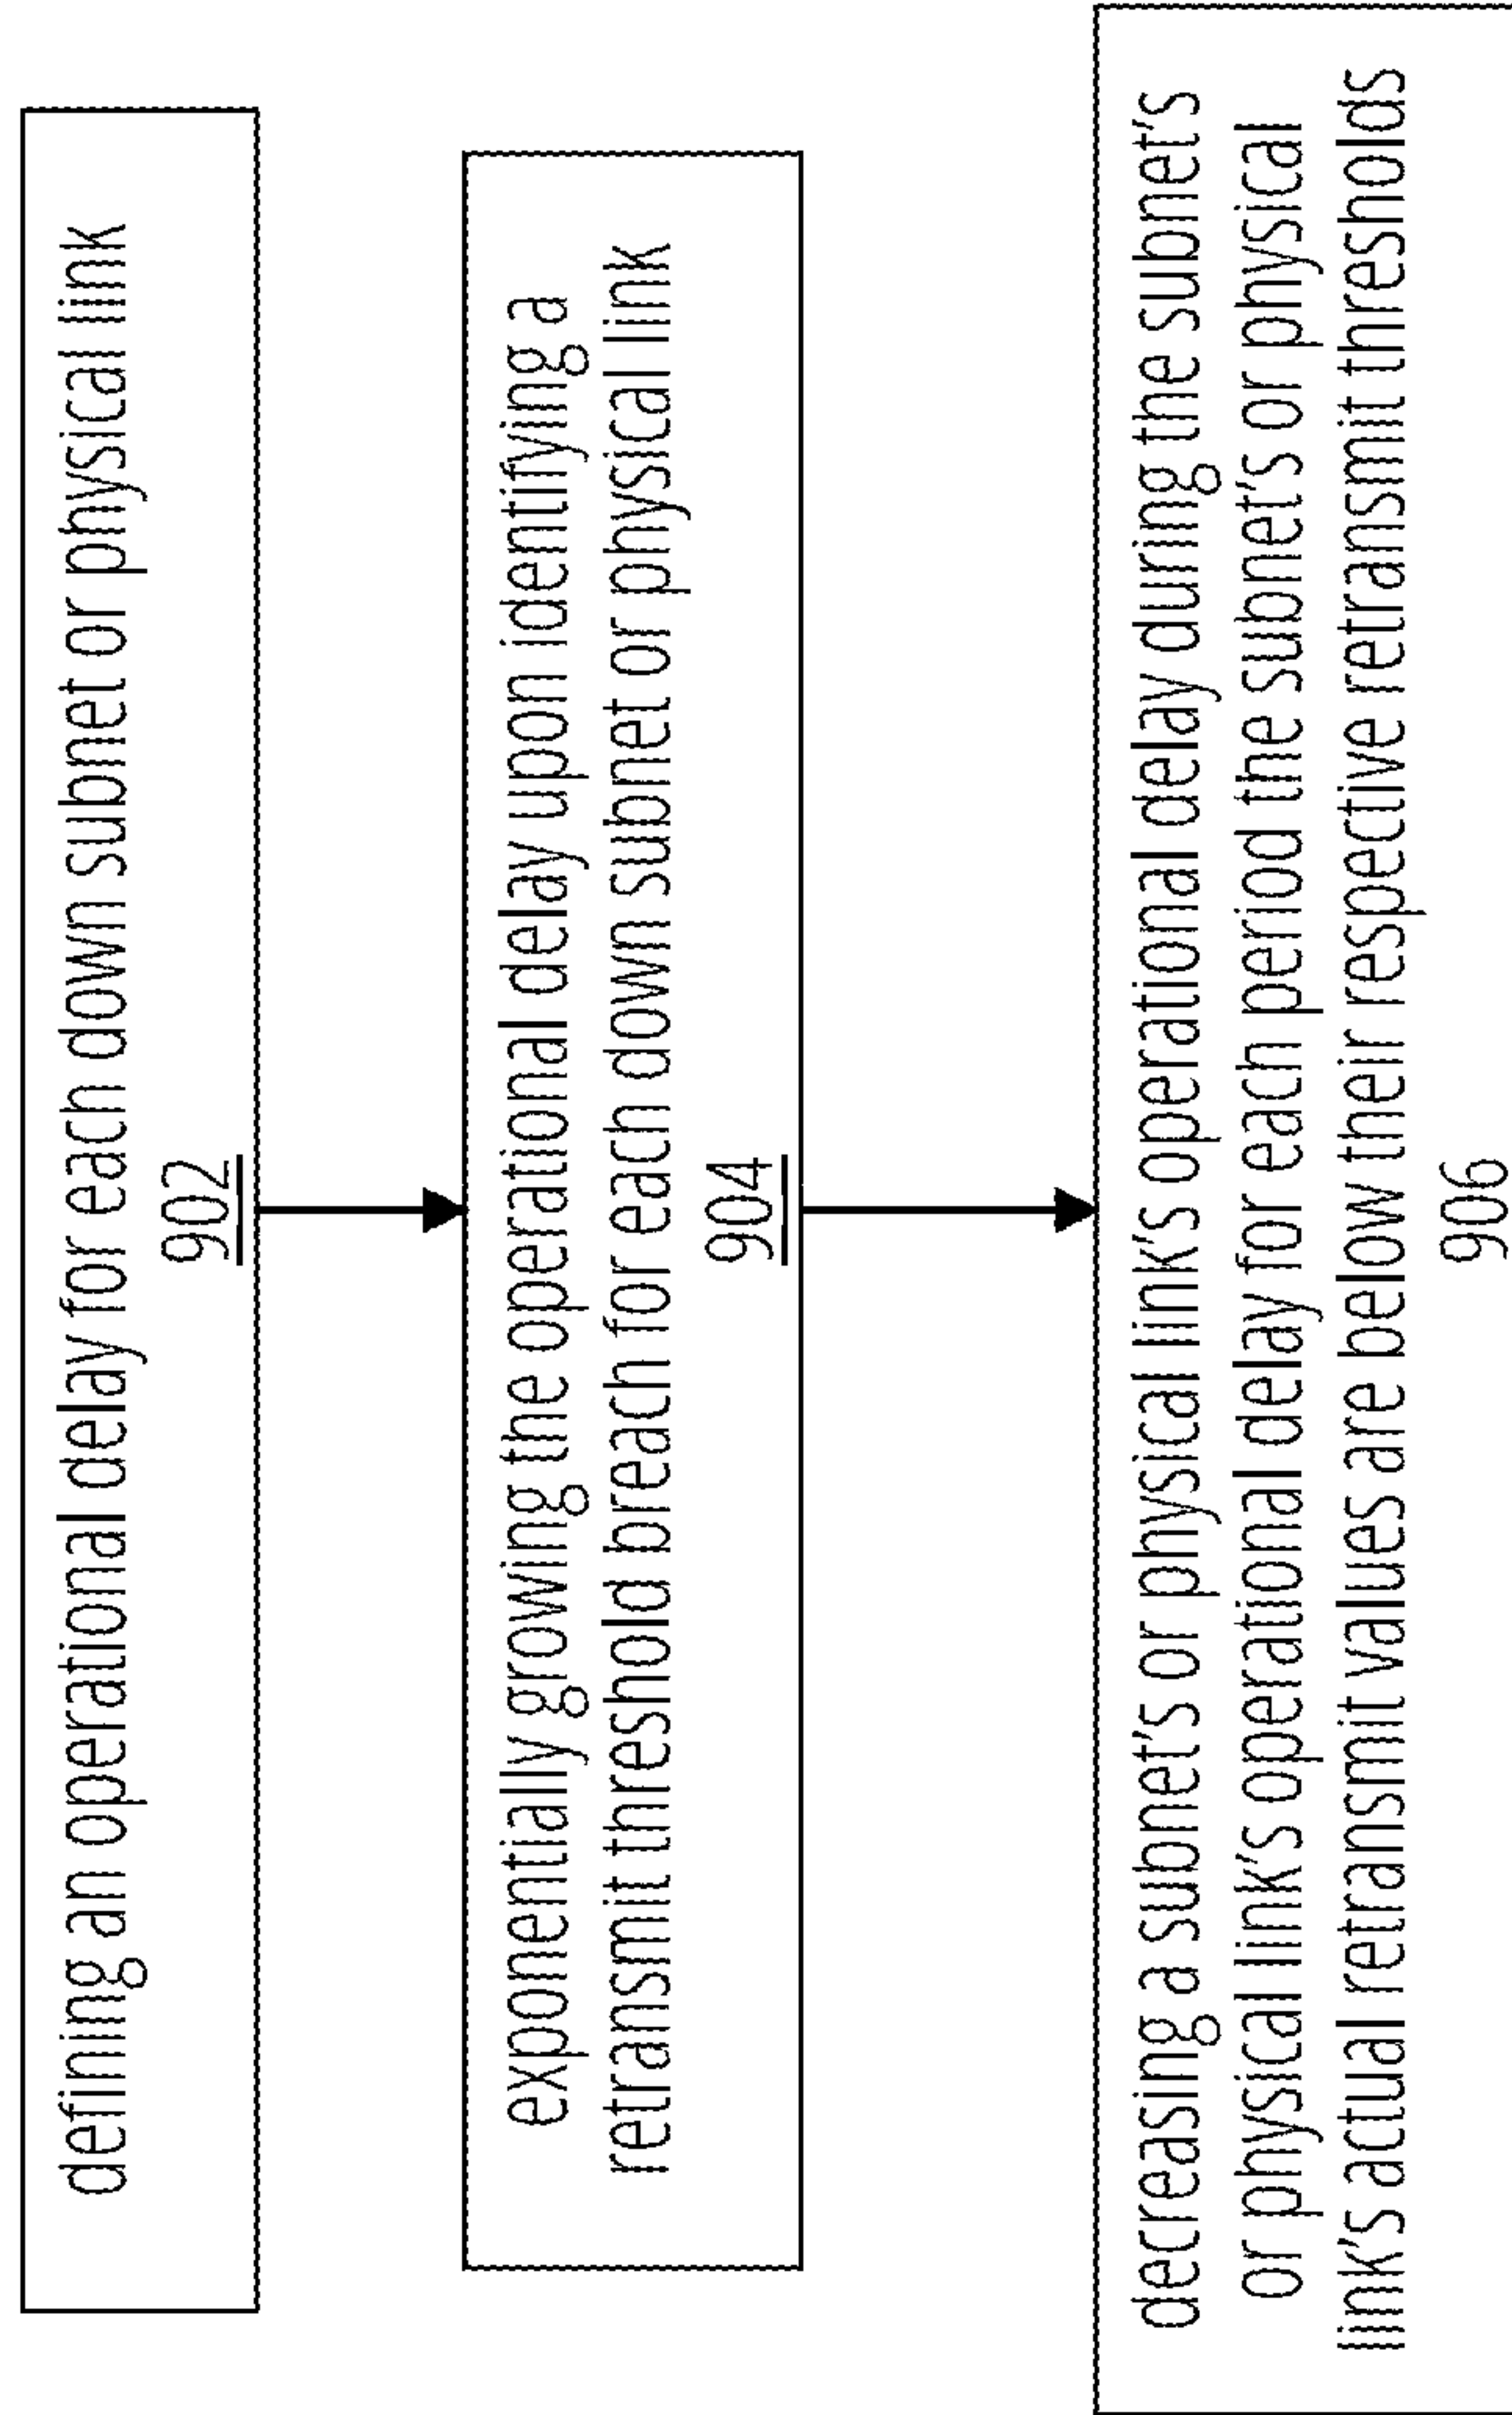 defining an operational delay for each down subnet or physical link
902
exponentially growing the operational delay upon identifying a
retransmit threshold breach for each down subnet or physical link
904
decreasing a subnet's or physical link's operational delay during the subnet's
or physical link's operational delay for each period the subnet's or physical
link's actual retransmit values are below their respective retransmit thresholds
906